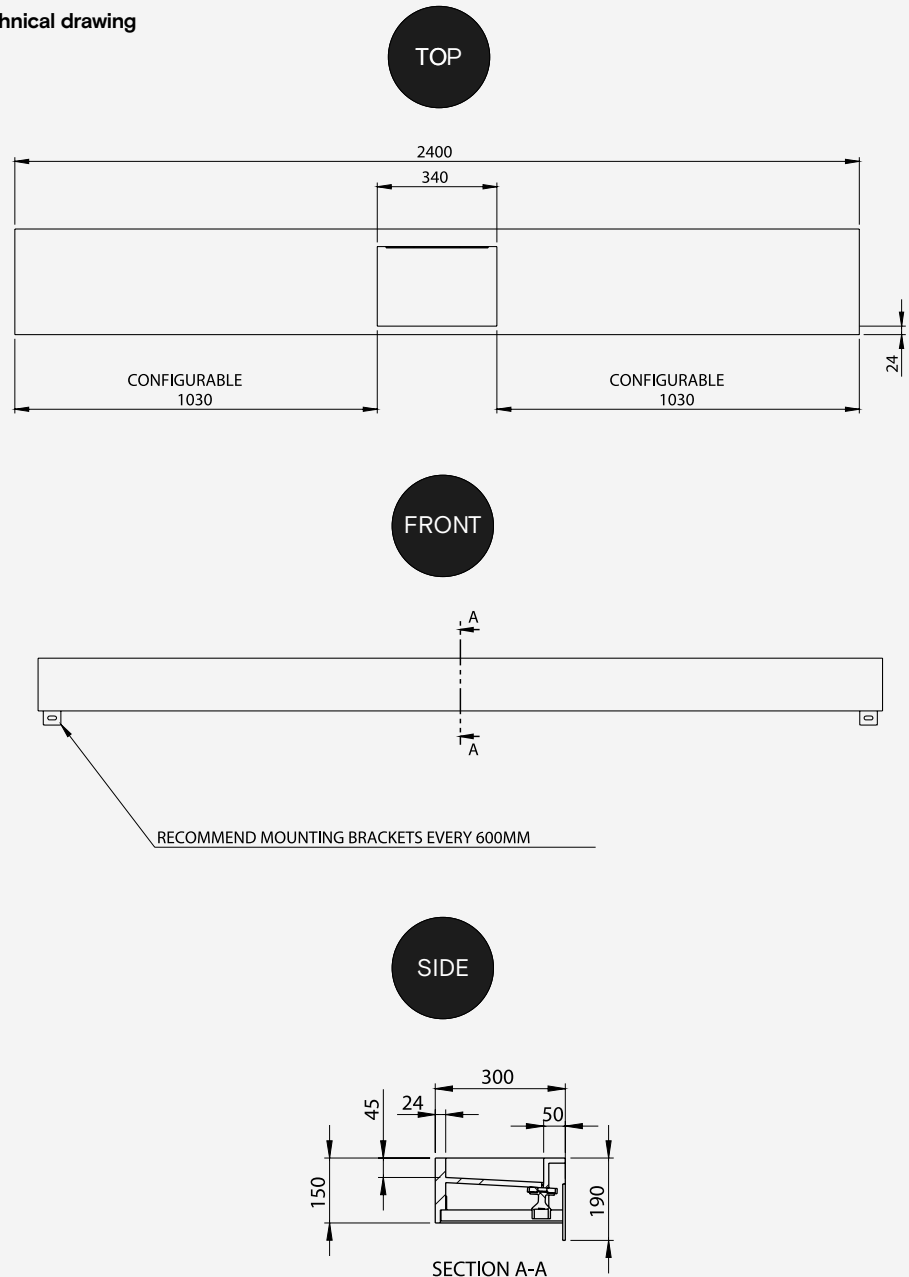 hnical drawing
TOP
2400
340
24
CONFIGURABLE
1030
CONFIGURABLE
1030
FRONT
A
A
RECOMMEND MOUNTING BRACKETS EVERY 600MM
SIDE
300
45
24
50
150
190
SECTION A-A